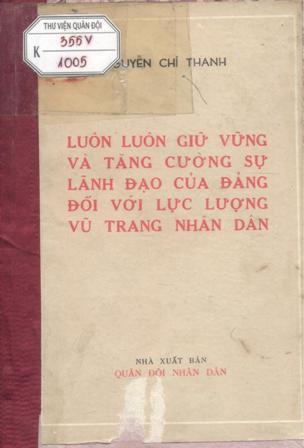 THƯ VIỆN QUÂN ĐỘI
K
355V
1005
GUYỄN CHÍ THANH
LUÔN LUÔN GIỮ VỮNG
VÀ TĂNG CƯỜNG SỰ
LÃNH ĐẠO CỦA ĐẢNG
ĐỐI VỚI LỰC LƯỢNG
VŨ TRANG NHÂN DÂN
NHÀ XUẤT BẢN
QUÂN ĐỘI NHÂN DÂN